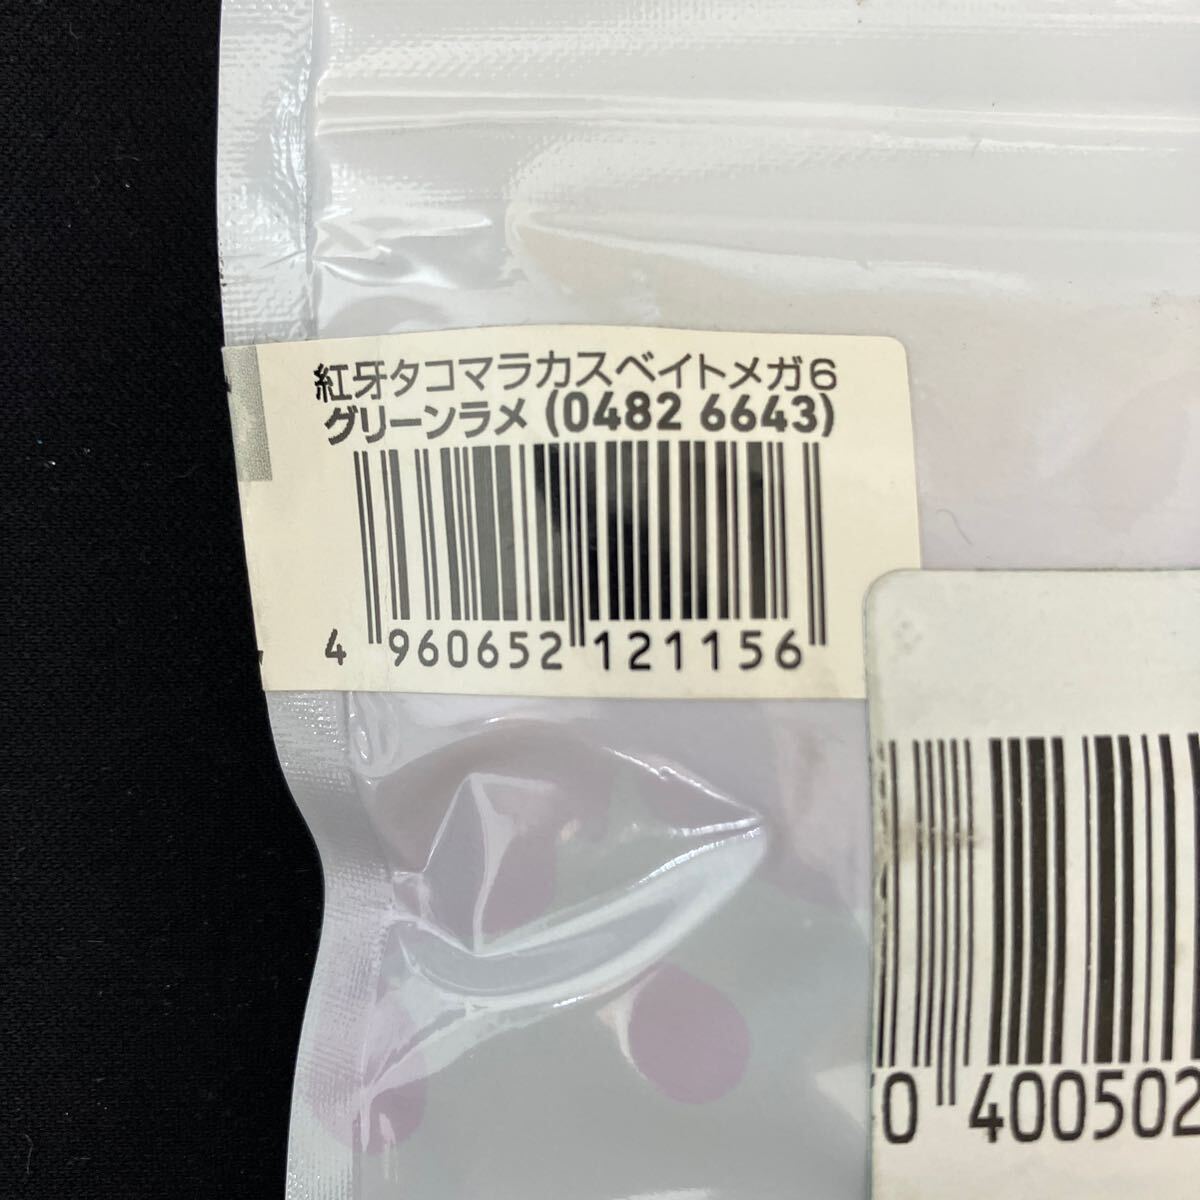 紅牙タコマラカスベイトメガ6
グリーンラメ (0482 6643)
4 960652 121156
0 400502